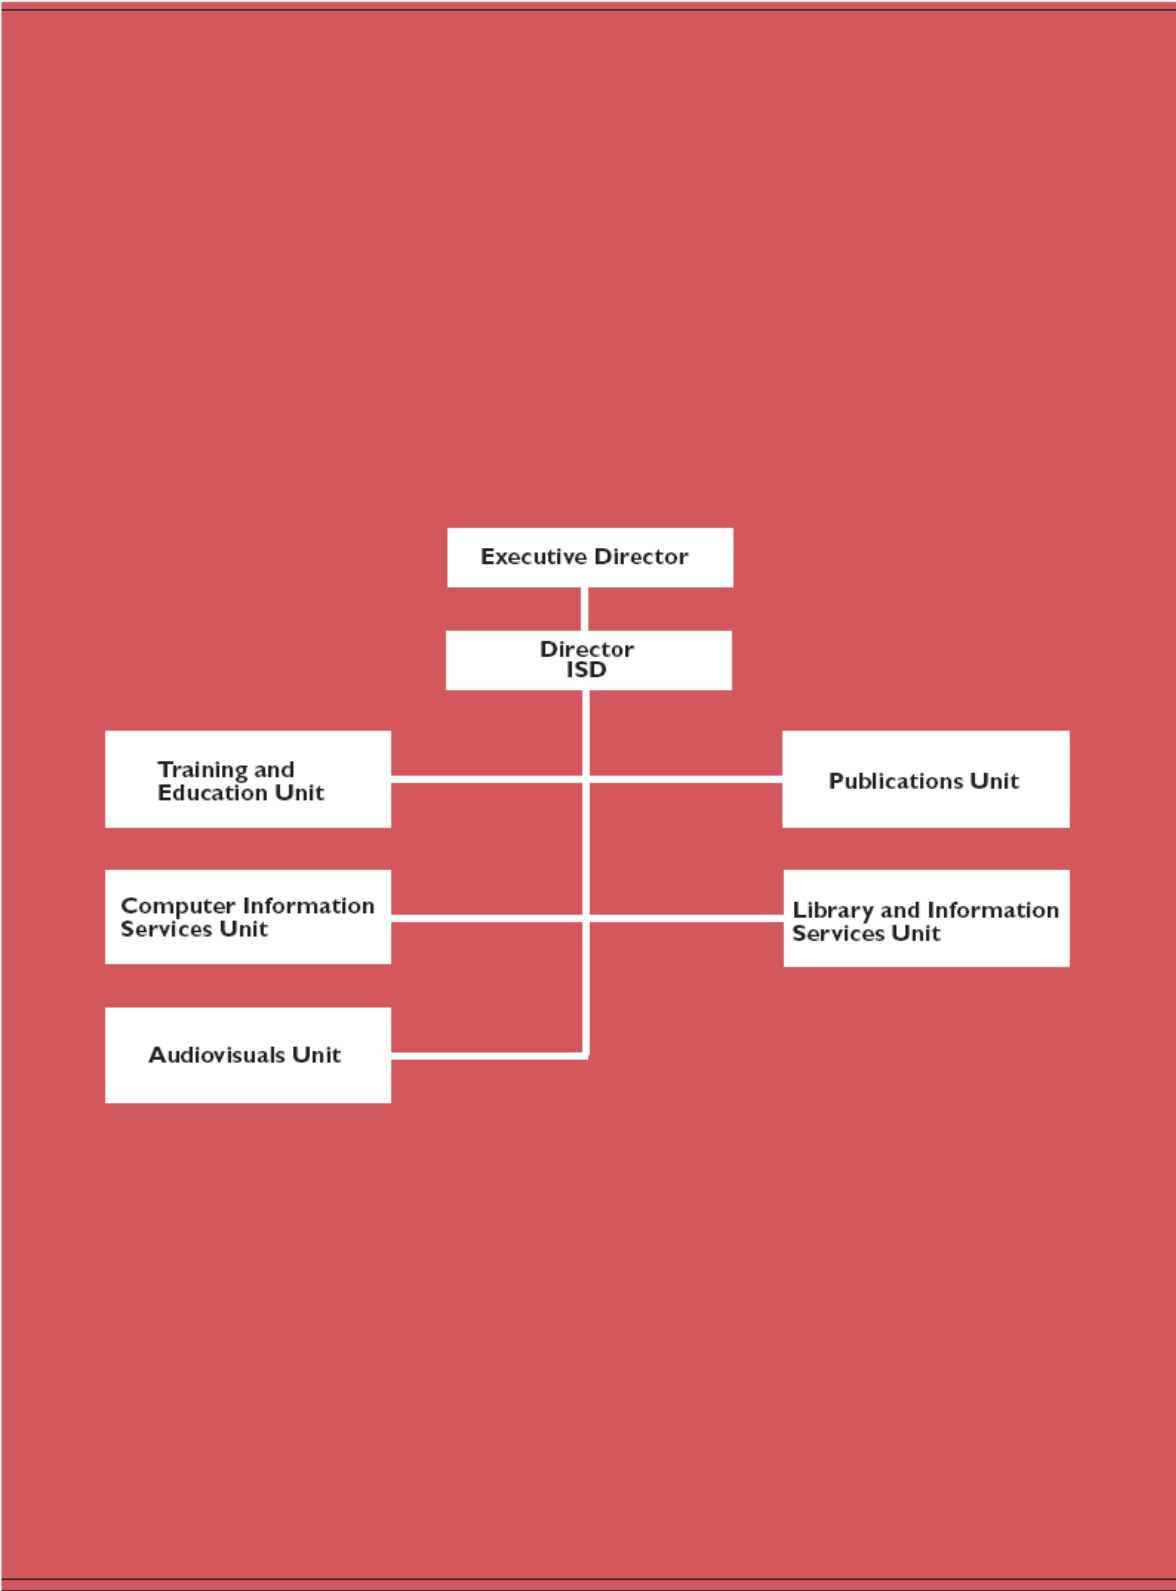 Executive Director
Director
ISD
Training and
Education Unit
Publications Unit
Computer Information
Services Unit
Library and Information
Services Unit
Audiovisuals Unit